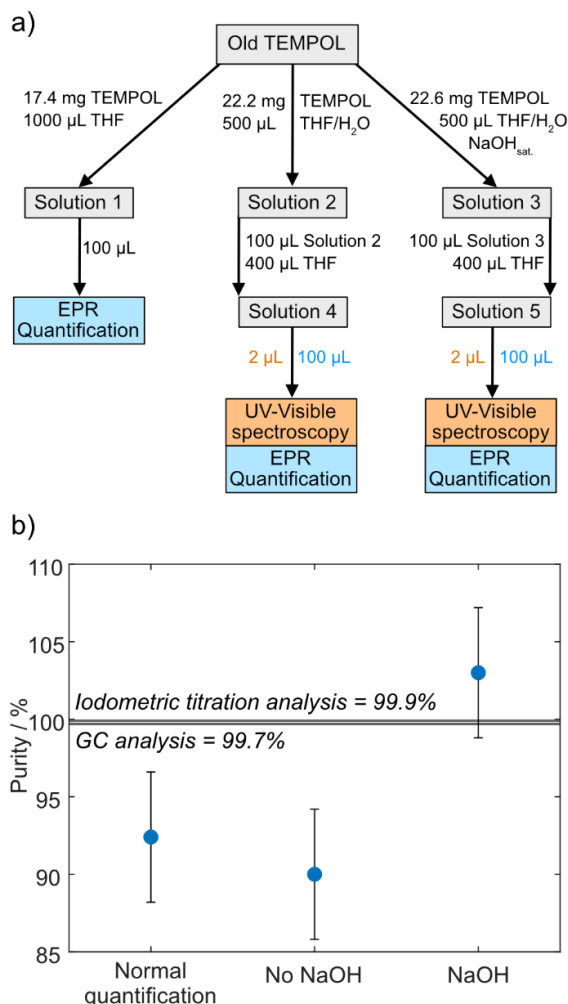 a)
Old TEMPOL
17.4 mg TEMPOL
1000 µL THF
22.2 mg TEMPOL
500 µL THF/H₂O
22.6 mg TEMPOL
500 µL THF/H₂O
NaOH sat.
Solution 1
Solution 2
Solution 3
100 µL
100 µL Solution 2
400 µL THF
100 µL Solution 3
400 µL THF
EPR
Quantification
Solution 4
Solution 5
2 µL 100 µL
2 µL 100 µL
UV-Visible
spectroscopy
EPR
Quantification
UV-Visible
spectroscopy
EPR
Quantification
b)
110
105
100
95
90
85
Purity / %
Iodometric titration analysis = 99.9%
GC analysis = 99.7%
Normal
quantification
No NaOH
NaOH